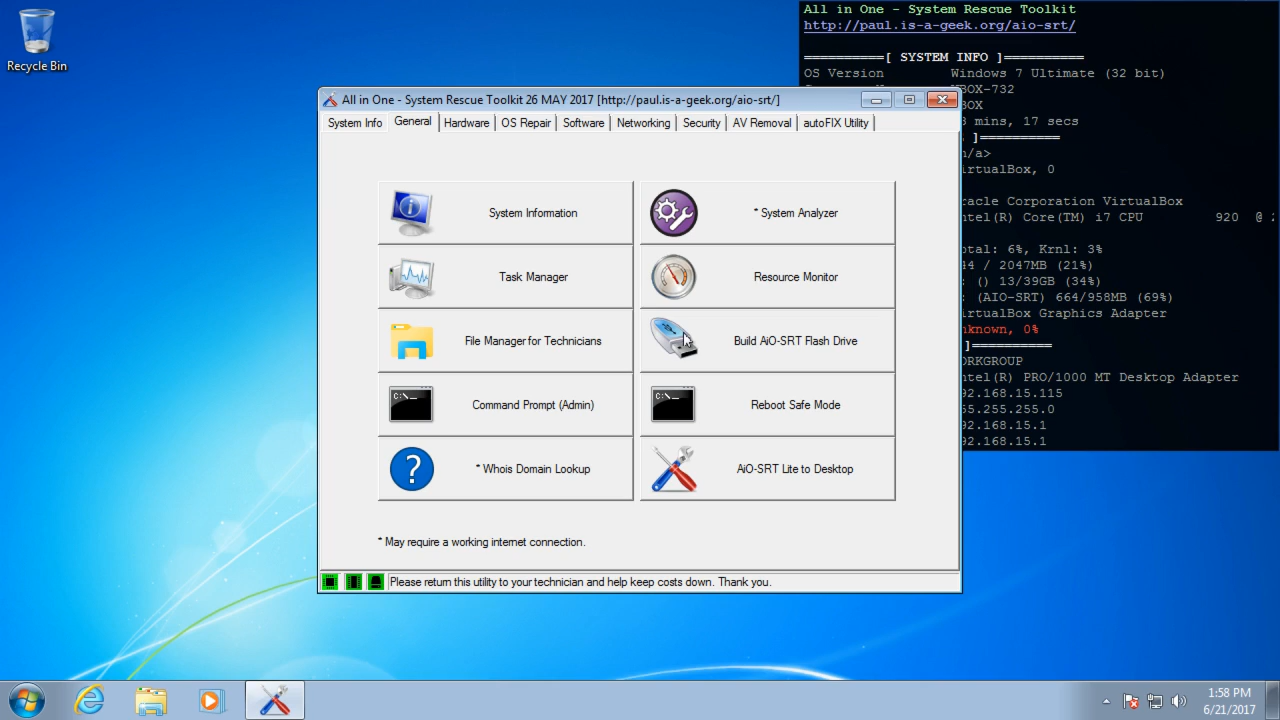 Recycle Bin
All in One - System Rescue Toolkit
http://paul.is-a-geek.org/aio-srt/
==========[ SYSTEM INFO ]==========
OS Version Windows 7 Ultimate (32 bit)
BOX-732
BOX
mins, 17 secs
]==========
/a>
irtualBox, 0
racle Corporation VirtualBox
ntel(R) Core(TM) i7 CPU 920 @
otal: 6%, Krnl: 3%
44 / 2047MB (21%)
: () 13/39GB (34%)
: (AIO-SRT) 664/958MB (69%)
irtualBox Graphics Adapter
nknown, 0%
]==========
ORKGROUP
ntel(R) PRO/1000 MT Desktop Adapter
92.168.15.115
55.255.255.0
92.168.15.1
92.168.15.1
All in One - System Rescue Toolkit 26 MAY 2017 [http://paul.is-a-geek.org/aio-srt/]
System Info General Hardware OS Repair Software Networking Security AV Removal autoFIX Utility
System Information
* System Analyzer
Task Manager
Resource Monitor
File Manager for Technicians
Build AiO-SRT Flash Drive
C:\_
Command Prompt (Admin)
C:\_
Reboot Safe Mode
* Whois Domain Lookup
AiO-SRT Lite to Desktop
* May require a working internet connection.
Please return this utility to your technician and help keep costs down. Thank you.
1:58 PM
6/21/2017